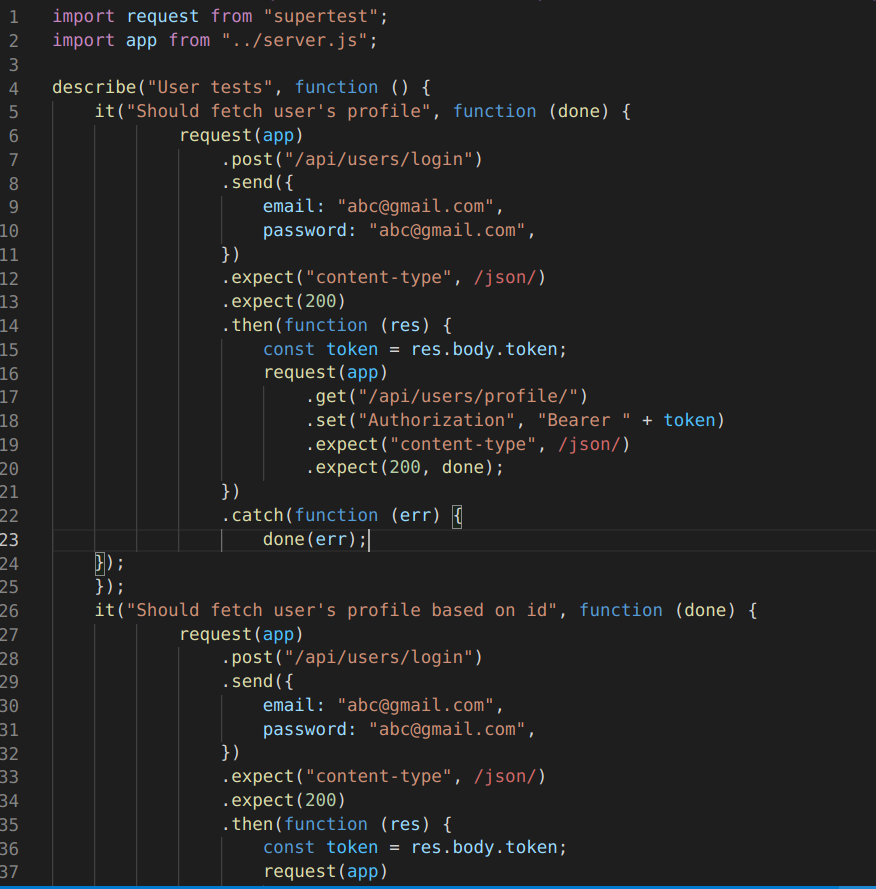 1 import request from "supertest";
2 import app from "../server.js";
3
4 describe("User tests", function () {
5 it("Should fetch user's profile", function (done) {
6 request(app)
7 .post("/api/users/login")
8 .send({
9 email: "abc@gmail.com",
10 password: "abc@gmail.com",
11 })
12 .expect("content-type", /json/)
13 .expect(200)
14 .then(function (res) {
15 const token = res.body.token;
16 request(app)
17 .get("/api/users/profile/")
18 .set("Authorization", "Bearer " + token)
19 .expect("content-type", /json/)
20 .expect(200, done);
21 })
22 .catch(function (err) {
23 done(err);
24 });
25 });
26 it("Should fetch user's profile based on id", function (done) {
27 request(app)
28 .post("/api/users/login")
29 .send({
30 email: "abc@gmail.com",
31 password: "abc@gmail.com",
32 })
33 .expect("content-type", /json/)
34 .expect(200)
35 .then(function (res) {
36 const token = res.body.token;
37 request(app)